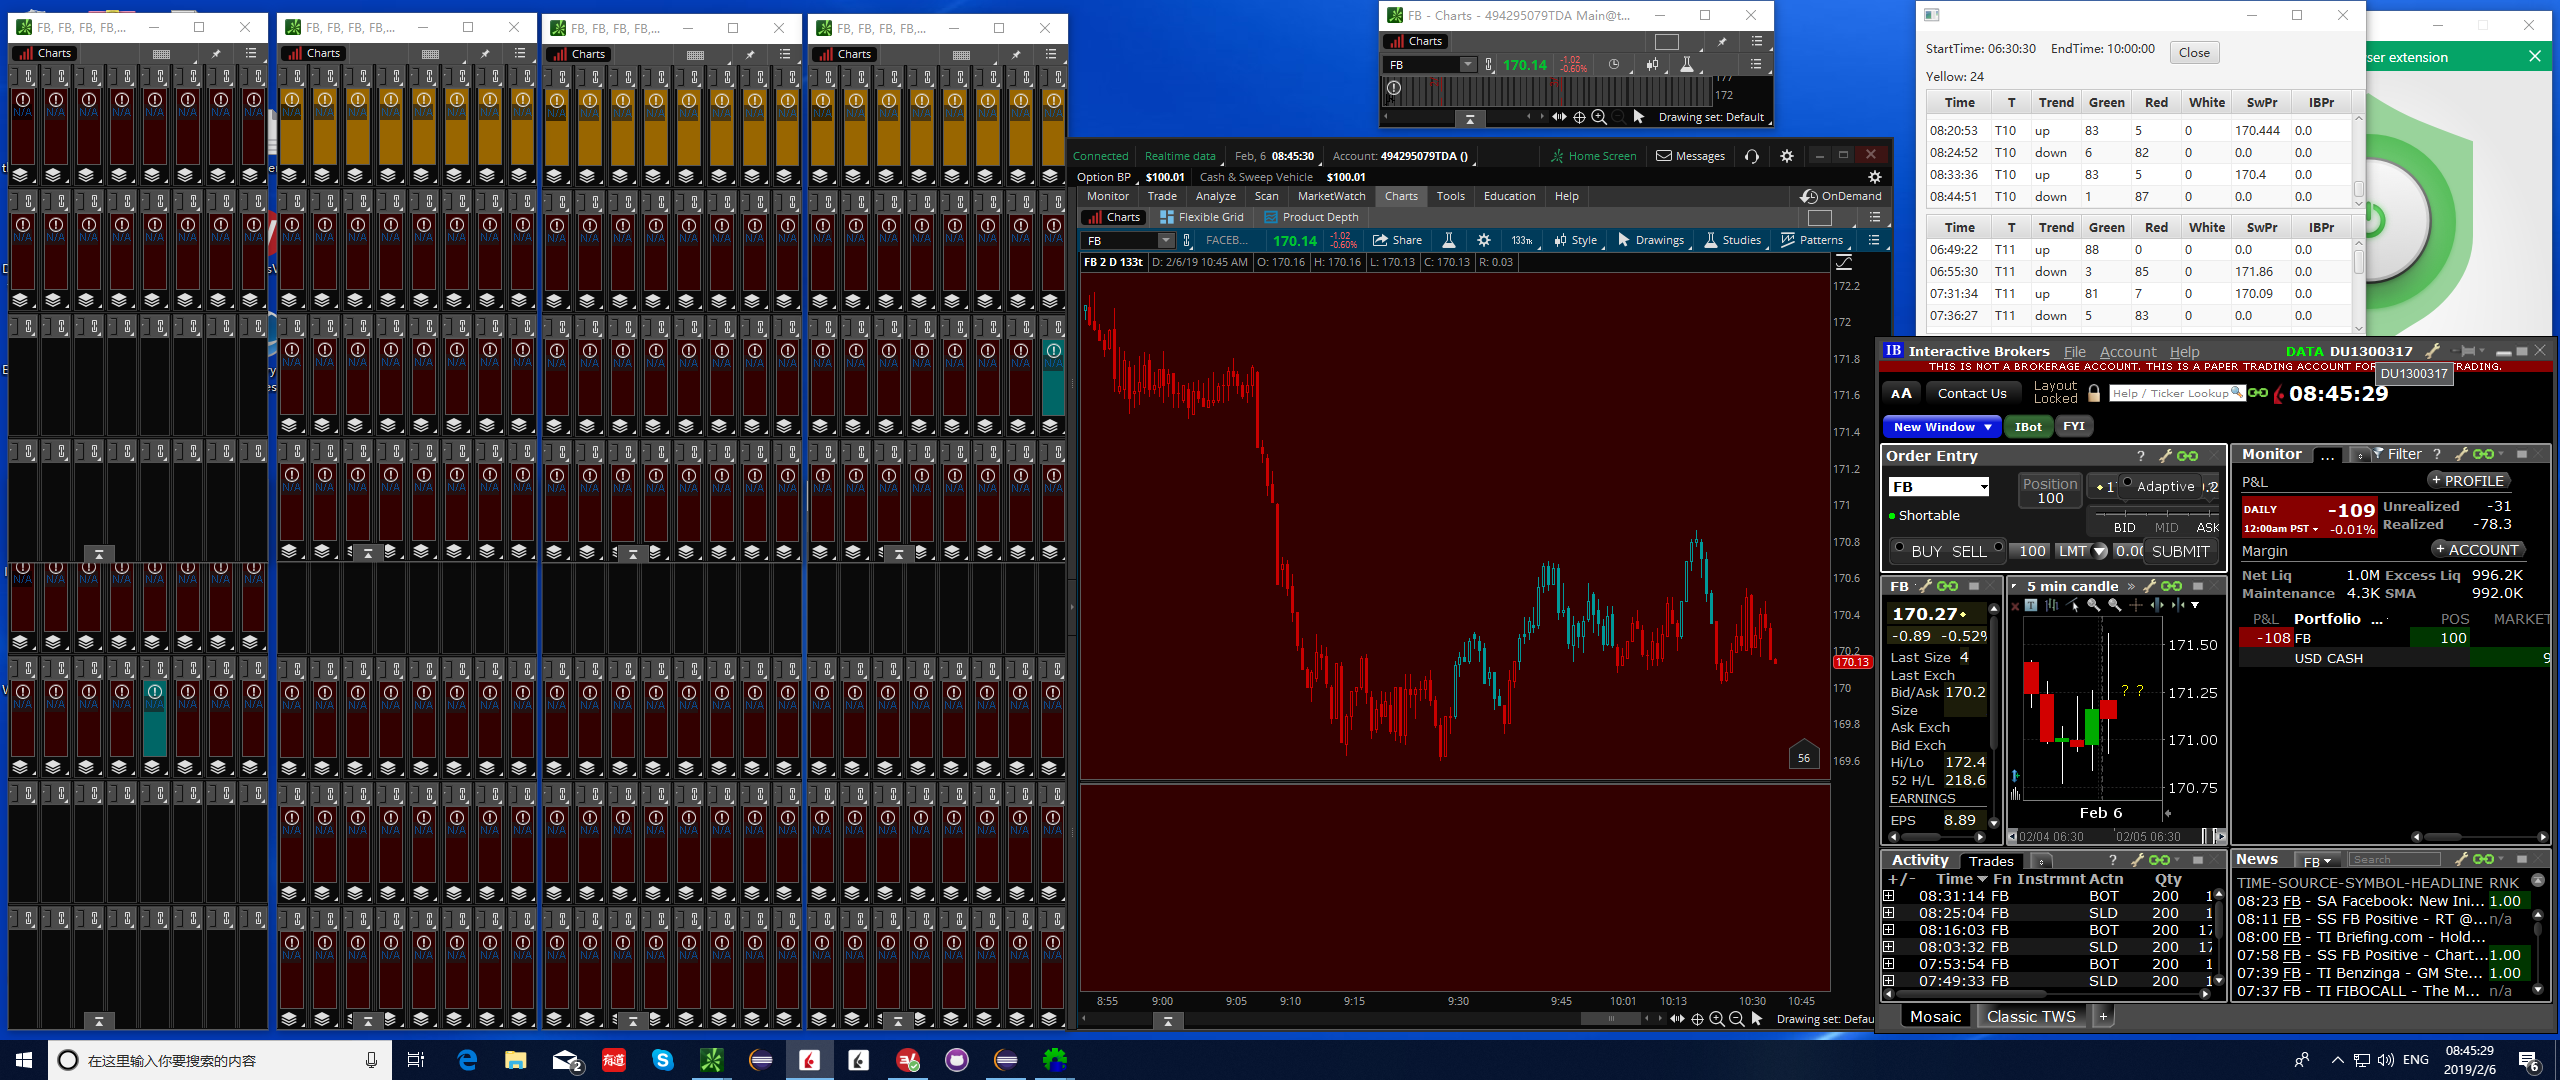 FB, FB, FB, FB,...
FB, FB, FB, FB,...
FB, FB, FB, FB,...
FB, FB, FB, FB,...
Charts
Charts
Charts
Charts
FB - Charts - 494295079TDA Main@t...
Charts
FB
170.14
-1.02
-0.60%
177
172
Drawing set: Default
Connected
Realtime data
Feb, 6 08:45:30
Account: 494295079TDA ()
Home Screen
Messages
Option BP
$100.01
Cash & Sweep Vehicle
$100.01
Monitor Trade Analyze Scan MarketWatch Charts Tools Education Help
OnDemand
Charts Flexible Grid Product Depth
FB
FACEB...
170.14
-1.02
-0.60%
Share
133tk
Style
Drawings
Studies
Patterns
FB 2 D 133t D: 2/6/19 10:45 AM O: 170.16 H: 170.16 L: 170.13 C: 170.13 R: 0.03
172.2
172
171.8
171.6
171.4
171.2
171
170.8
170.6
170.4
170.2
170.13
170
169.8
169.6
56
8:55 9:00 9:05 9:10 9:15 9:30 9:45 10:01 10:13 10:30 10:45
Drawing set: Defau
StartTime: 06:30:30 EndTime: 10:00:00 Close
Yellow: 24
Time T Trend Green Red White SwPr IBPr
08:20:53 T10 up 83 5 0 170.444 0.0
08:24:52 T10 down 6 82 0 0.0 0.0
08:33:36 T10 up 83 5 0 170.4 0.0
08:44:51 T10 down 1 87 0 0.0 0.0
Time T Trend Green Red White SwPr IBPr
06:49:22 T11 up 88 0 0 0.0 0.0
06:55:30 T11 down 3 85 0 171.86 0.0
07:31:34 T11 up 81 7 0 170.09 0.0
07:36:27 T11 down 5 83 0 0.0 0.0
ser extension
IB Interactive Brokers File Account Help
DATA DU1300317
THIS IS NOT A BROKERAGE ACCOUNT. THIS IS A PAPER TRADING ACCOUNT FOR TRADING.
DU1300317
AA
Contact Us
Layout
Locked
Help / Ticker Lookup
08:45:29
New Window
IBot
FYI
Order Entry
FB
Position
100
Adaptive
Shortable
BID MID ASK
BUY SELL 100 LMT 0.00 SUBMIT
FB
170.27
-0.89 -0.52%
Last Size 4
Last Exch
Bid/Ask 170.2
Size
Ask Exch
Bid Exch
Hi/Lo 172.4
52 H/L 218.6
EARNINGS
EPS 8.89
5 min candle
? ?
171.50
171.25
171.00
170.75
Feb 6
02/04 06:30 02/05 06:30
Monitor ... Filter ?
P&L
+ PROFILE
DAILY -109
12:00am PST -0.01%
Unrealized -31
Realized -78.3
Margin
+ ACCOUNT
Net Liq 1.0M Excess Liq 996.2K
Maintenance 4.3K SMA 992.0K
P&L Portfolio ... POS MARKET
-108 FB 100
USD CASH 9
Activity Trades
+/- Time Fn Instrmnt Actn Qty
08:31:14 FB BOT 200 1
08:25:04 FB SLD 200 1
08:16:03 FB BOT 200 17
08:03:32 FB SLD 200 17
07:53:54 FB BOT 200 1
07:49:33 FB SLD 200 1
News FB Search
TIME-SOURCE-SYMBOL-HEADLINE RNK
08:23 FB - SA Facebook: New Ini... 1.00
08:11 FB - SS FB Positive - RT @... n/a
08:00 FB - TI Briefing.com - Hold...
07:58 FB - SS FB Positive - Chart... 1.00
07:39 FB - TI Benzinga - GM Ste... 1.00
07:37 FB - TI FIBOCALL - The M... n/a
Mosaic Classic TWS +
在这里输入你要搜索的内容
2
有道
ENG
08:45:29
2019/2/6
6